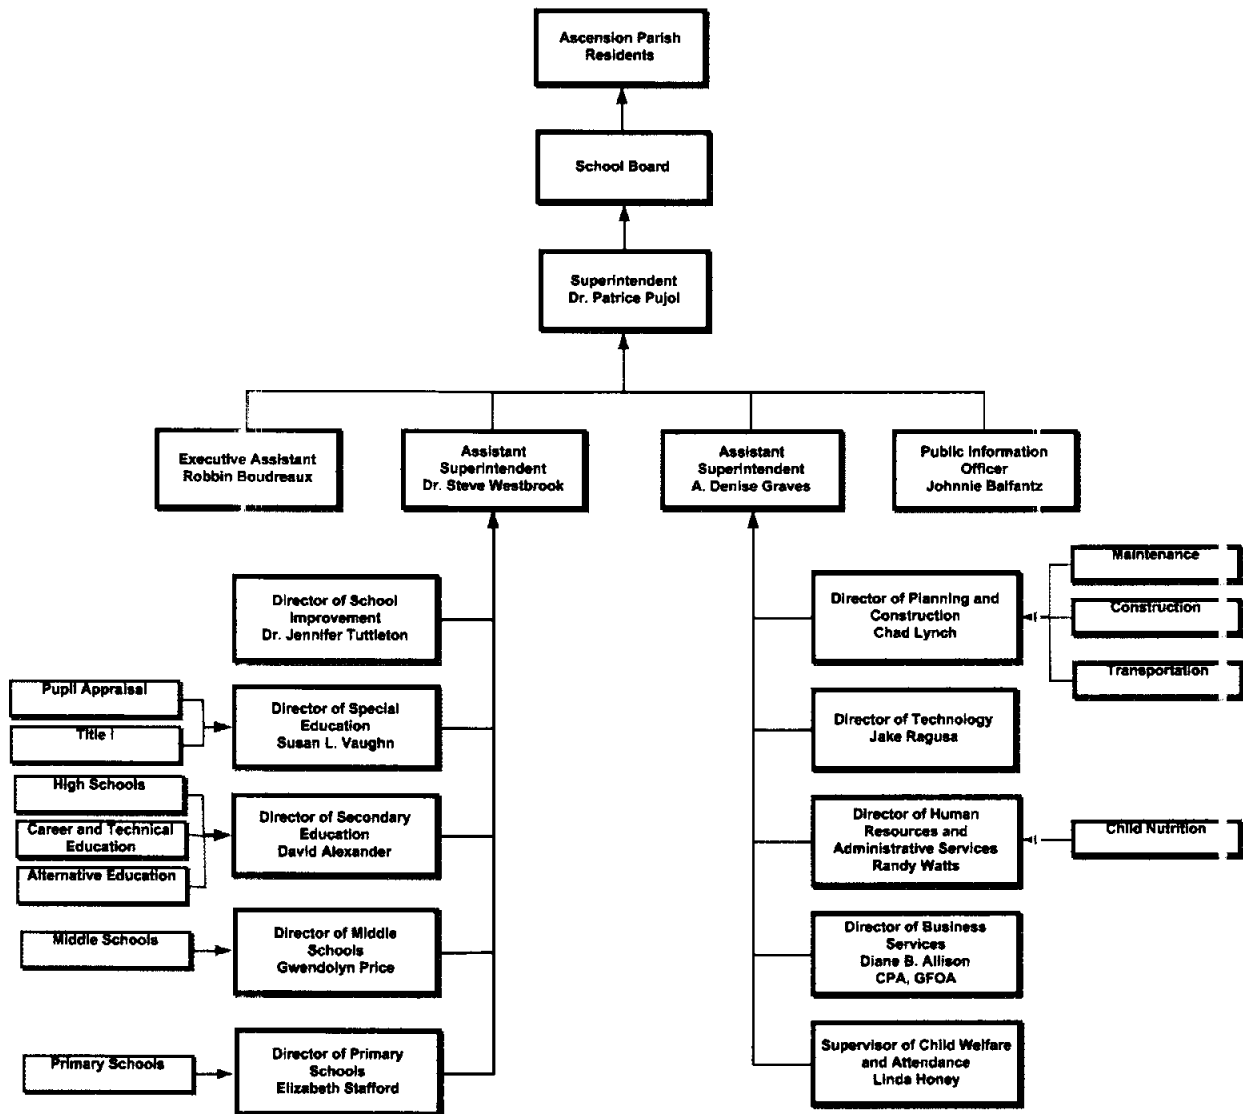 Ascension Parish
Residents
School Board
Superintendent
Dr. Patrice Pujol
Executive Assistant
Robbin Boudreaux
Assistant
Superintendent
Dr. Steve Westbrook
Assistant
Superintendent
A. Denise Graves
Public Information
Officer
Johnnie Balfantz
Director of School
Improvement
Dr. Jennifer Tuttleton
Pupil Appraisal
Title I
Director of Special
Education
Susan L. Vaughn
High Schools
Career and Technical
Education
Alternative Education
Director of Secondary
Education
David Alexander
Middle Schools
Director of Middle
Schools
Gwendolyn Price
Primary Schools
Director of Primary
Schools
Elizabeth Stafford
Director of Planning and
Construction
Chad Lynch
Maintenance
Construction
Transportation
Director of Technology
Jake Ragusa
Director of Human
Resources and
Administrative Services
Randy Watts
Child Nutrition
Director of Business
Services
Diane B. Allison
CPA, GFOA
Supervisor of Child Welfare
and Attendance
Linda Honey